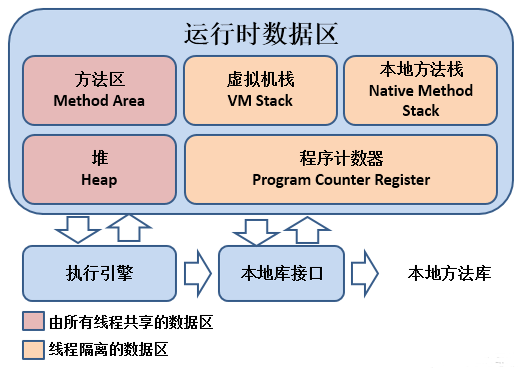 运行时数据区
方法区
Method Area
虚拟机栈
VM Stack
本地方法栈
Native Method
Stack
堆
Heap
程序计数器
Program Counter Register
执行引擎
本地库接口
本地方法库
由所有线程共享的数据区
线程隔离的数据区